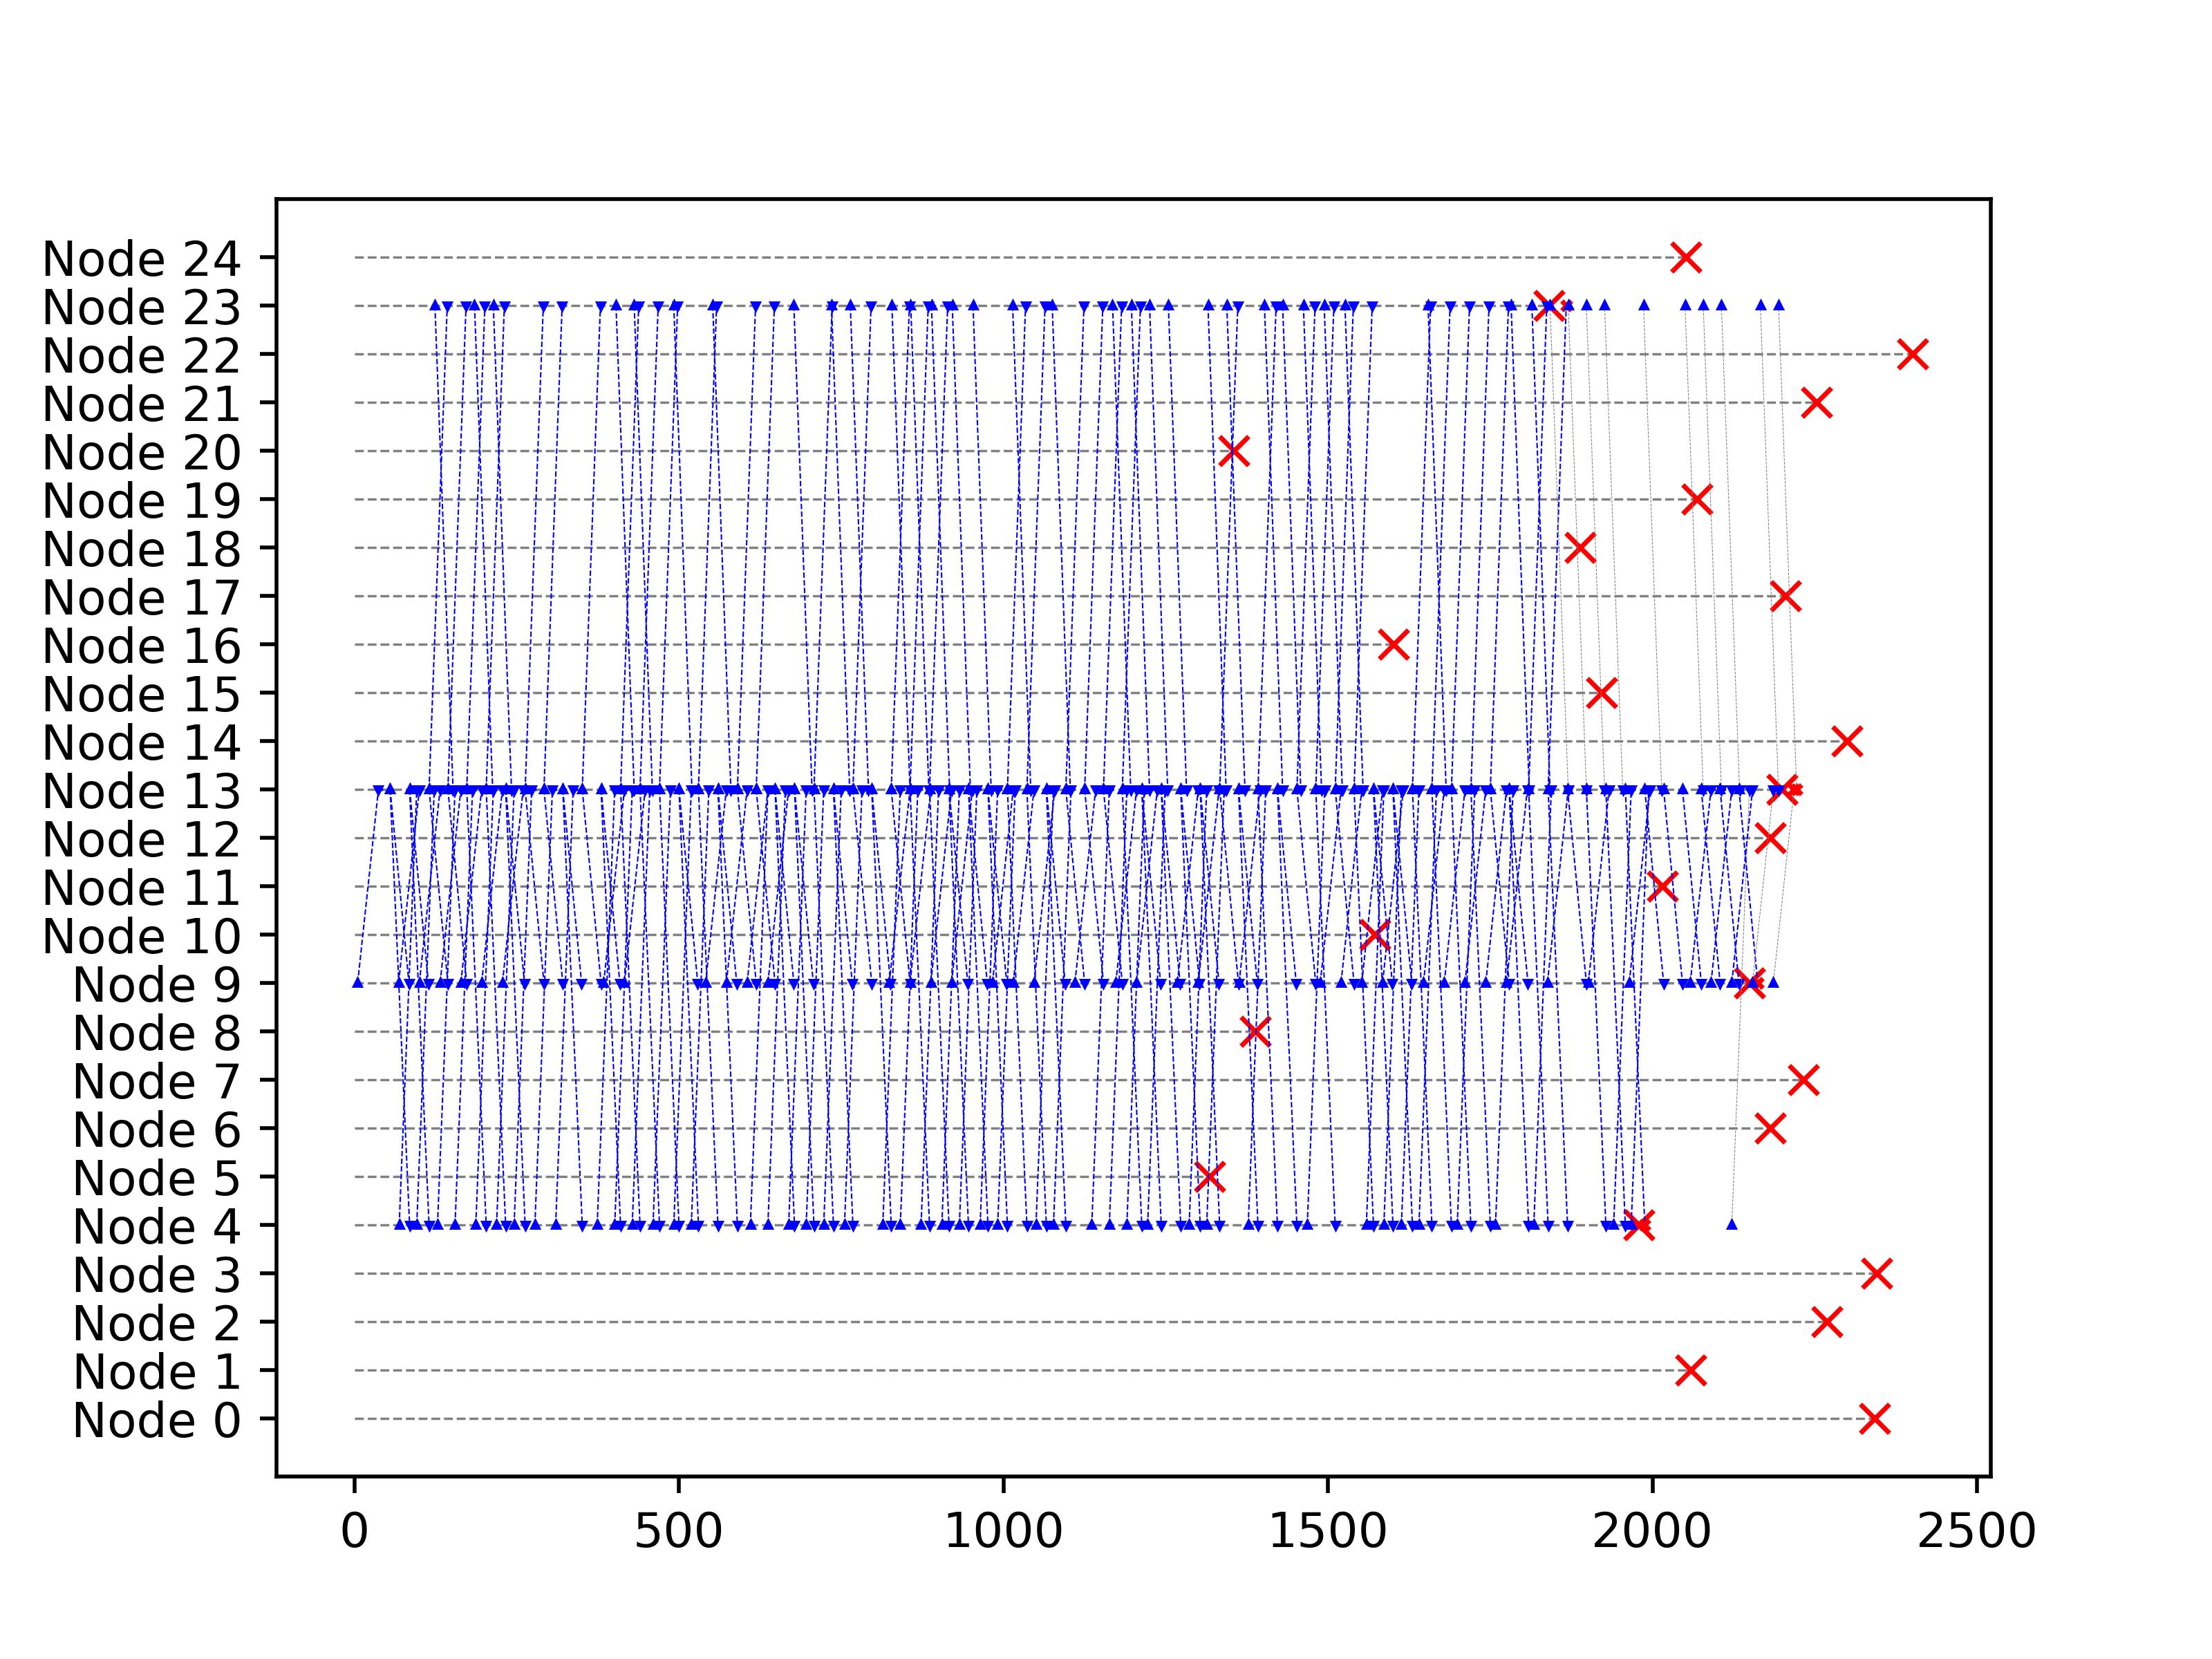 Node 24
Node 23
Node 22
Node 21
Node 20
Node 19
Node 18
Node 17
Node 16
Node 15
Node 14
Node 13
Node 12
Node 11
Node 10
Node 9
Node 8
Node 7
Node 6
Node 5
Node 4
Node 3
Node 2
Node 1
Node 0
0 500 1000 1500 2000 2500